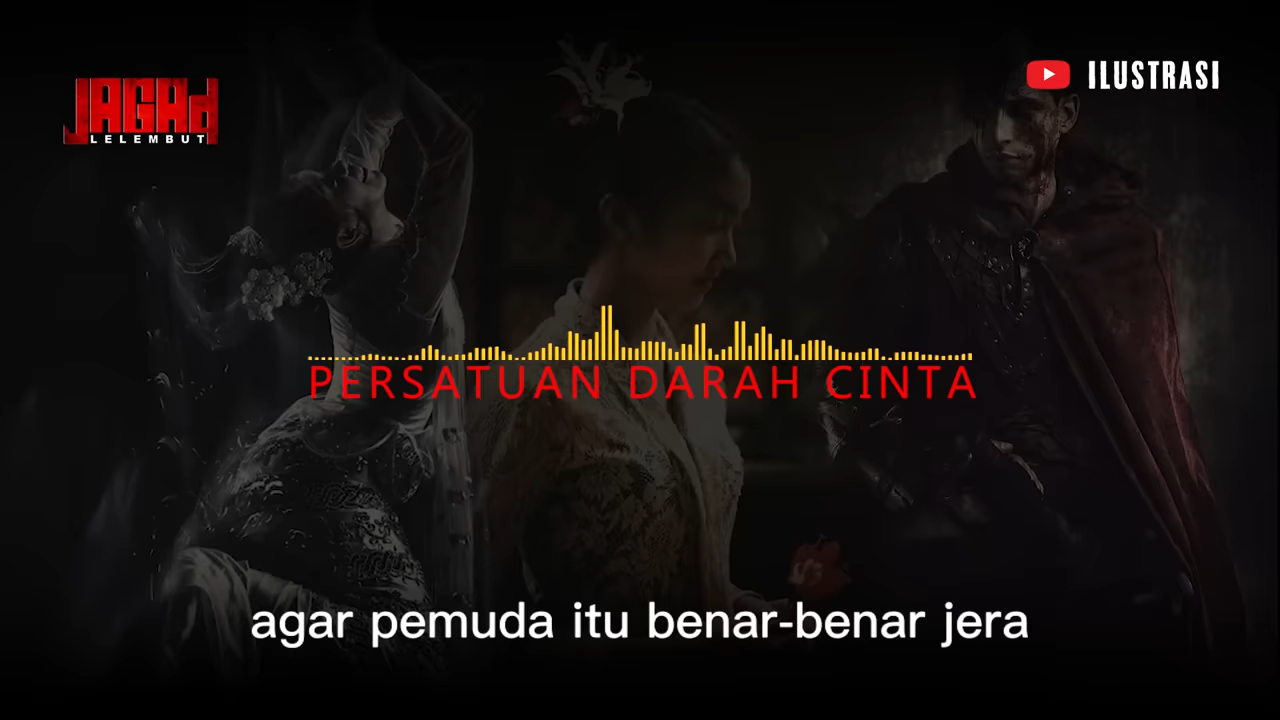 JAGAd
LELEMBUT
ILUSTRASI
PERSATUAN DARAH CINTA
agar pemuda itu benar-benar jera